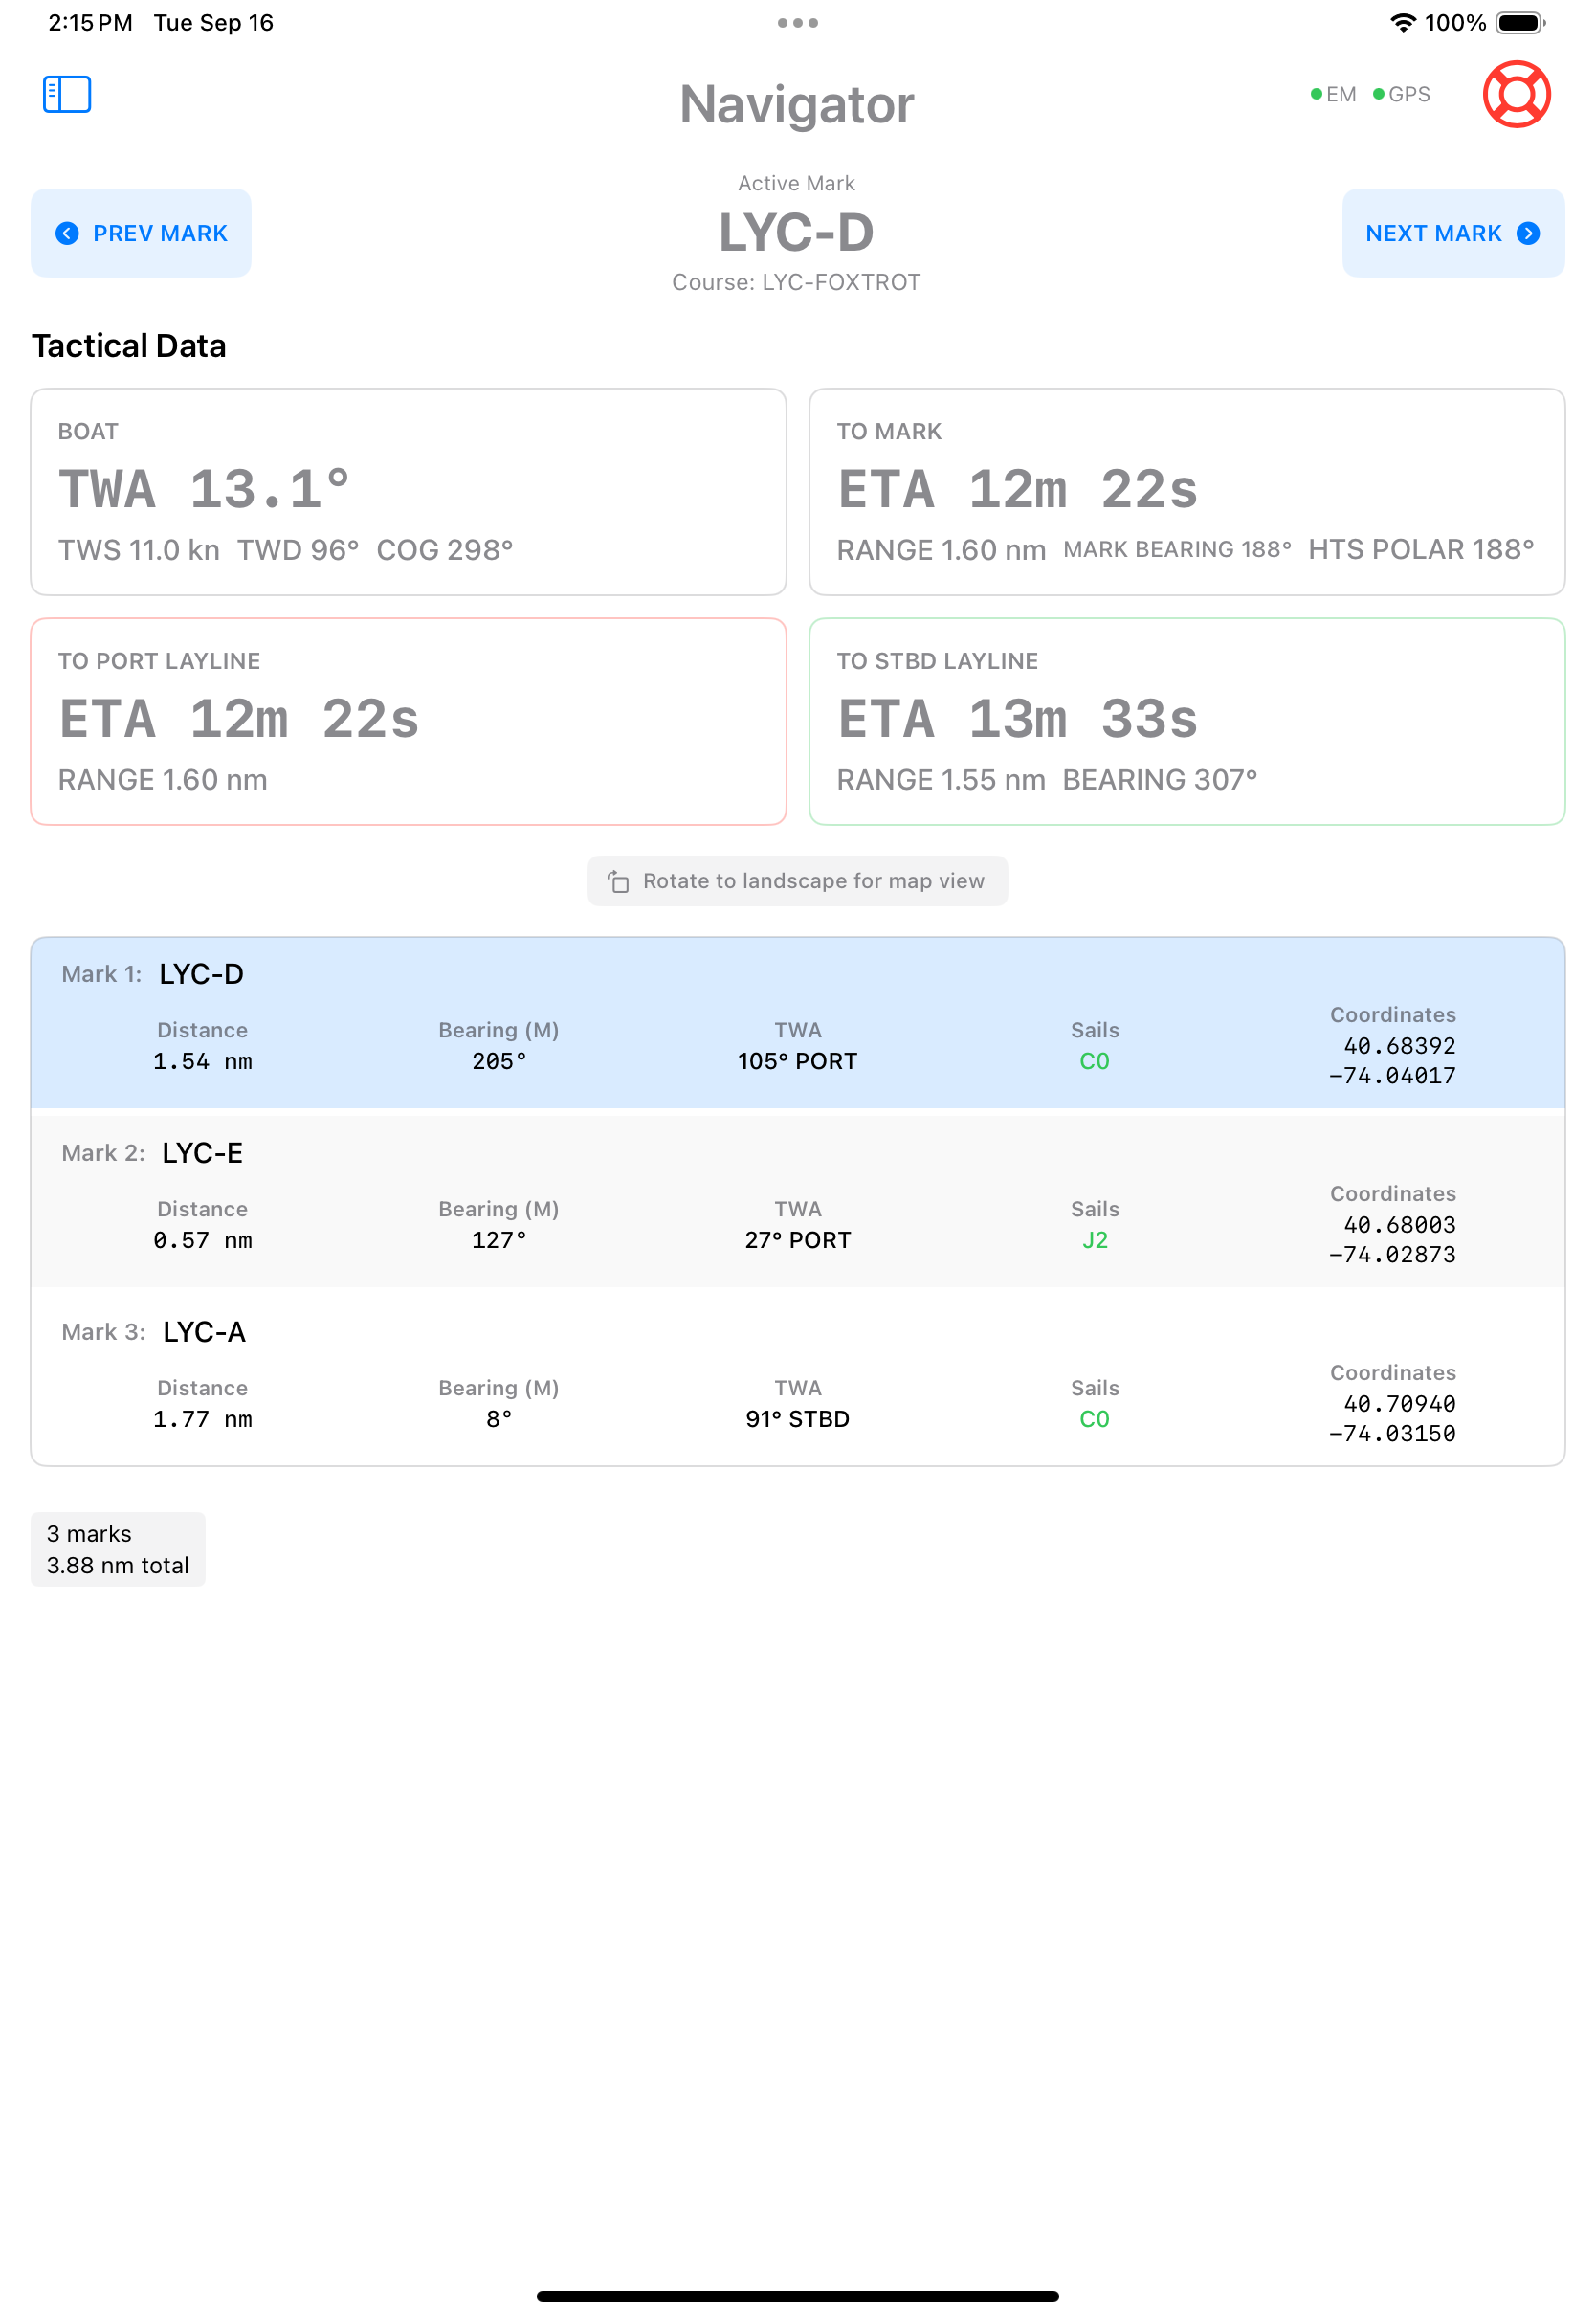 2:15 PM Tue Sep 16
100%
Navigator
EM GPS
Active Mark
PREV MARK
LYC-D
NEXT MARK
Course: LYC-FOXTROT
Tactical Data
BOAT
TWA 13.1°
TWS 11.0 kn TWD 96° COG 298°
TO MARK
ETA 12m 22s
RANGE 1.60 nm MARK BEARING 188° HTS POLAR 188°
TO PORT LAYLINE
ETA 12m 22s
RANGE 1.60 nm
TO STBD LAYLINE
ETA 13m 33s
RANGE 1.55 nm BEARING 307°
Rotate to landscape for map view
Mark 1: LYC-D
Distance
1.54 nm
Bearing (M)
205°
TWA
105° PORT
Sails
C0
Coordinates
40.68392
−74.04017
Mark 2: LYC-E
Distance
0.57 nm
Bearing (M)
127°
TWA
27° PORT
Sails
J2
Coordinates
40.68003
−74.02873
Mark 3: LYC-A
Distance
1.77 nm
Bearing (M)
8°
TWA
91° STBD
Sails
C0
Coordinates
40.70940
−74.03150
3 marks
3.88 nm total